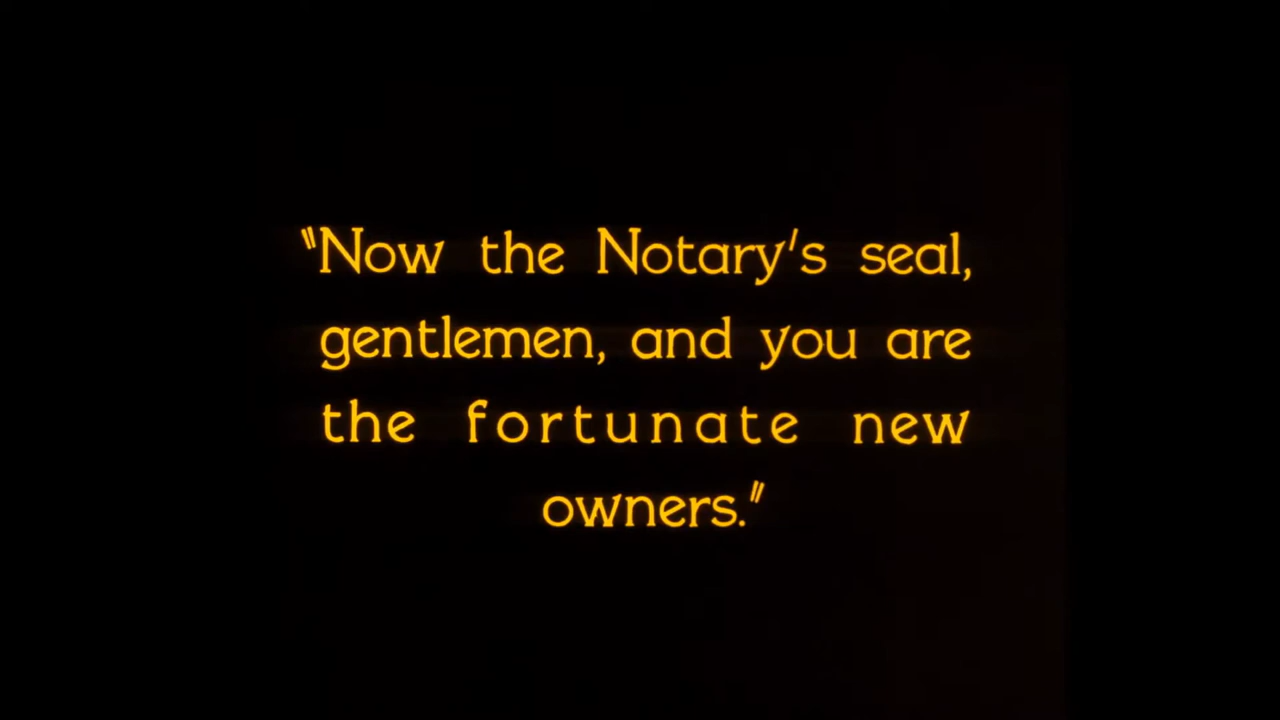 "Now the Notary's seal,
gentlemen, and you are
the fortunate new
owners."